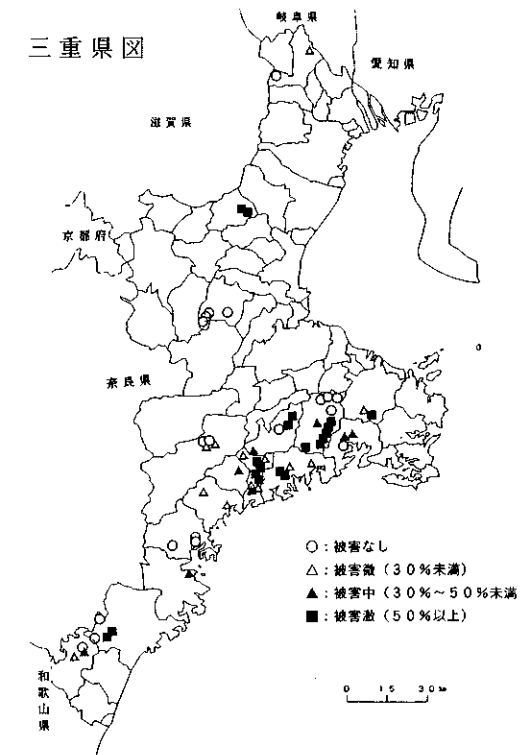 三重県図
岐阜県
愛知県
滋賀県
京都府
奈良県
和歌山県
○：被害なし
△：被害微（30％未満）
▲：被害中（30％～50％未満
■：被害激（50％以上）
0 15 30 ㎞